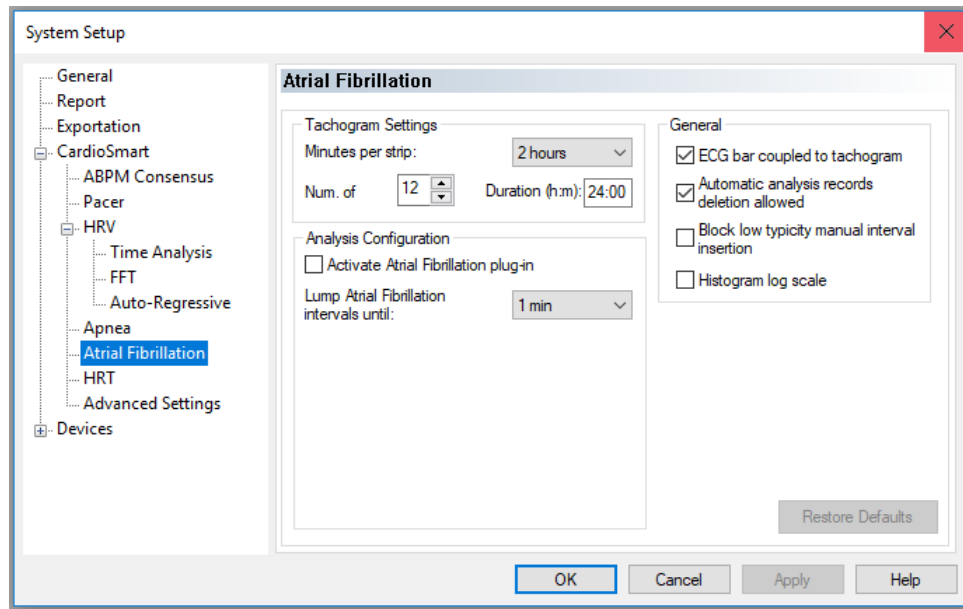 System Setup
General
Report
Exportation
CardioSmart
ABPM Consensus
Pacer
HRV
Time Analysis
FFT
Auto-Regressive
Apnea
Atrial Fibrillation
HRT
Advanced Settings
Devices
Atrial Fibrillation
Tachogram Settings
Minutes per strip: 2 hours
Num. of 12 Duration (h:m): 24:00
Analysis Configuration
Activate Atrial Fibrillation plug-in
Lump Atrial Fibrillation
intervals until: 1 min
General
ECG bar coupled to tachogram
Automatic analysis records
deletion allowed
Block low typicity manual interval
insertion
Histogram log scale
Restore Defaults
OK Cancel Apply Help